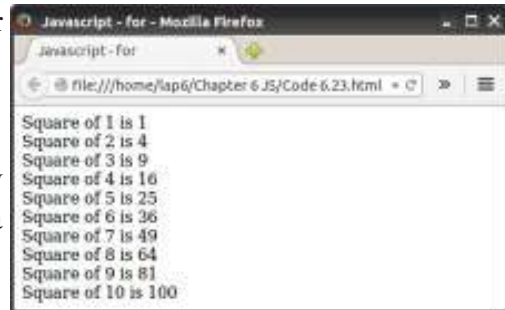 Javascript - for - Mozilla Firefox
Javascript - for
file:///home/lap6/Chapter 6 JS/Code 6.23.html
Square of 1 is 1
Square of 2 is 4
Square of 3 is 9
Square of 4 is 16
Square of 5 is 25
Square of 6 is 36
Square of 7 is 49
Square of 8 is 64
Square of 9 is 81
Square of 10 is 100